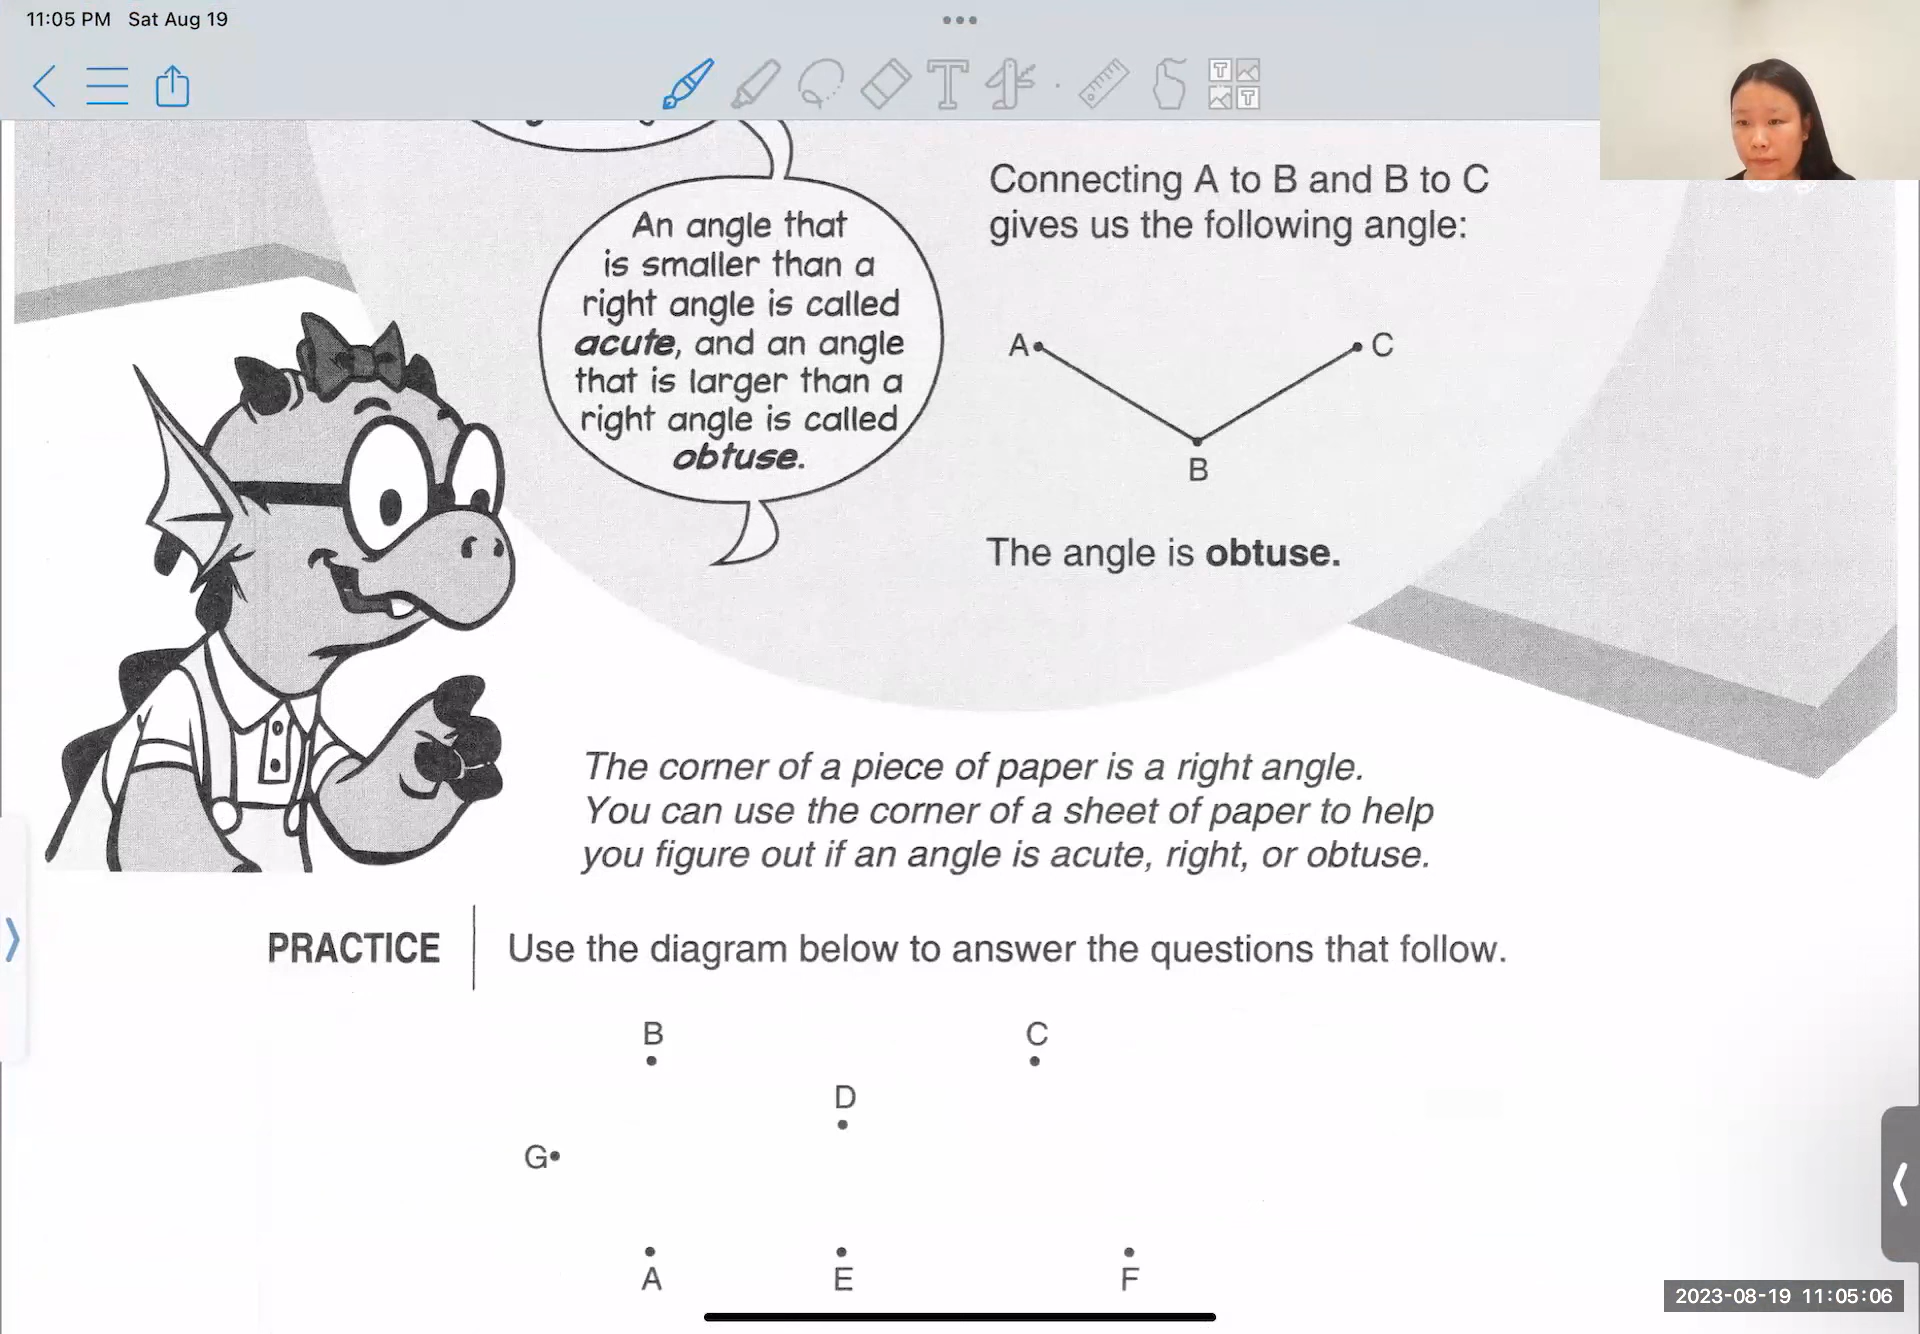 11:05 PM Sat Aug 19
An angle that
is smaller than a
right angle is called
acute, and an angle
that is larger than a
right angle is called
obtuse.
Connecting A to B and B to C
gives us the following angle:
A
C
B
The angle is obtuse.
The corner of a piece of paper is a right angle.
You can use the corner of a sheet of paper to help
you figure out if an angle is acute, right, or obtuse.
PRACTICE
Use the diagram below to answer the questions that follow.
B
C
D
G
A
E
F
2023-08-19 11:05:06